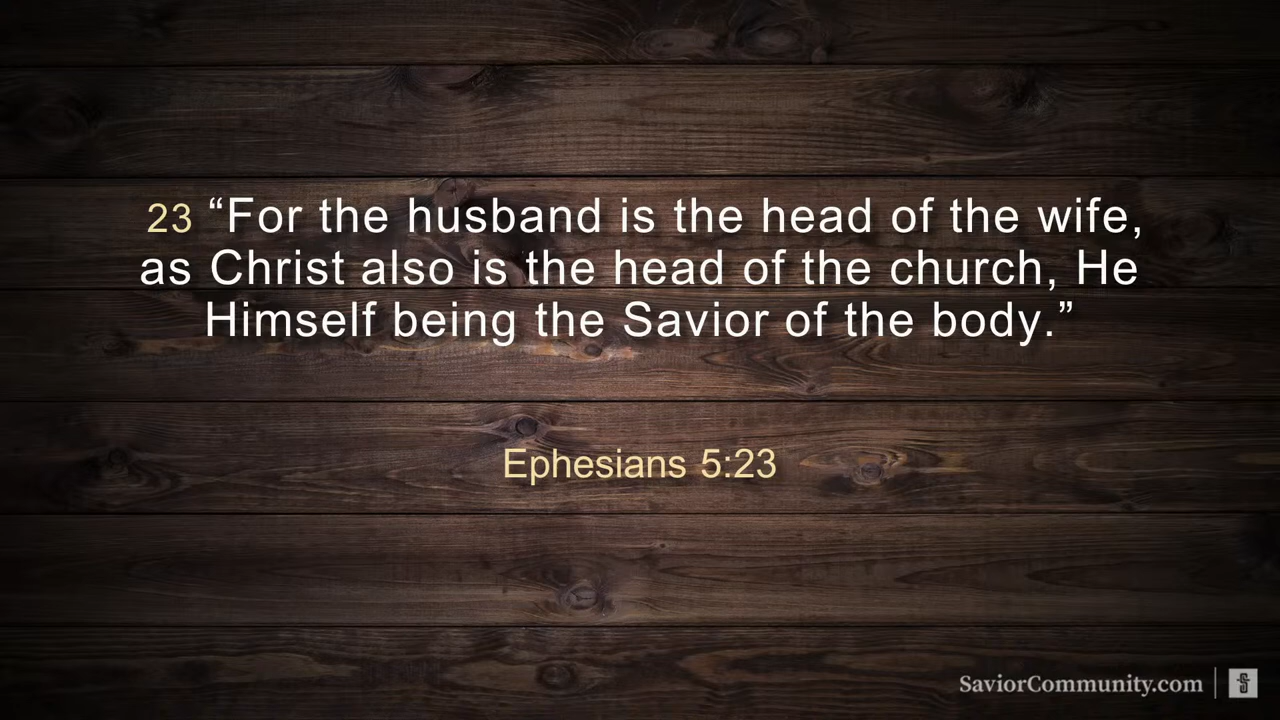 23 “For the husband is the head of the wife,
as Christ also is the head of the church, He
Himself being the Savior of the body.”
Ephesians 5:23
SaviorCommunity.com